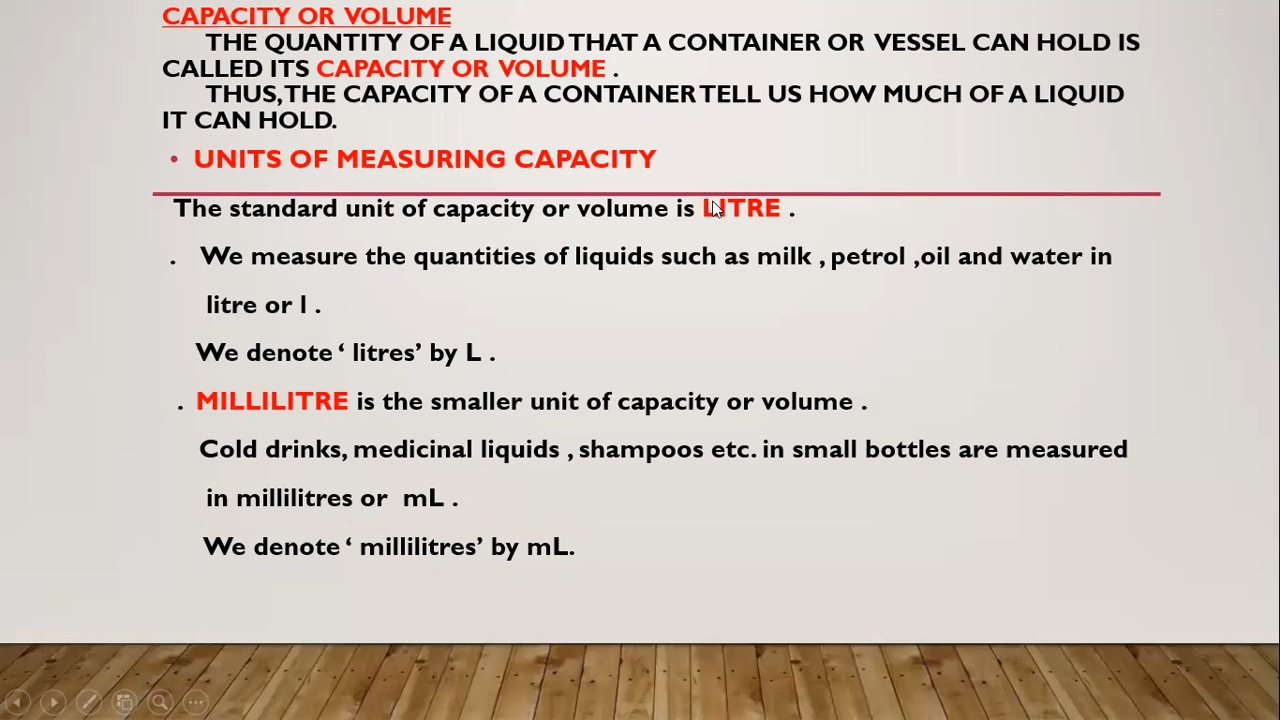 CAPACITY OR VOLUME
THE QUANTITY OF A LIQUID THAT A CONTAINER OR VESSEL CAN HOLD IS
CALLED ITS CAPACITY OR VOLUME .
THUS,THE CAPACITY OF A CONTAINER TELL US HOW MUCH OF A LIQUID
IT CAN HOLD.
• UNITS OF MEASURING CAPACITY
The standard unit of capacity or volume is LITRE .
. We measure the quantities of liquids such as milk , petrol ,oil and water in
litre or l .
We denote ‘ litres’ by L .
. MILLILITRE is the smaller unit of capacity or volume .
Cold drinks, medicinal liquids , shampoos etc. in small bottles are measured
in millilitres or mL .
We denote ‘ millilitres’ by mL.